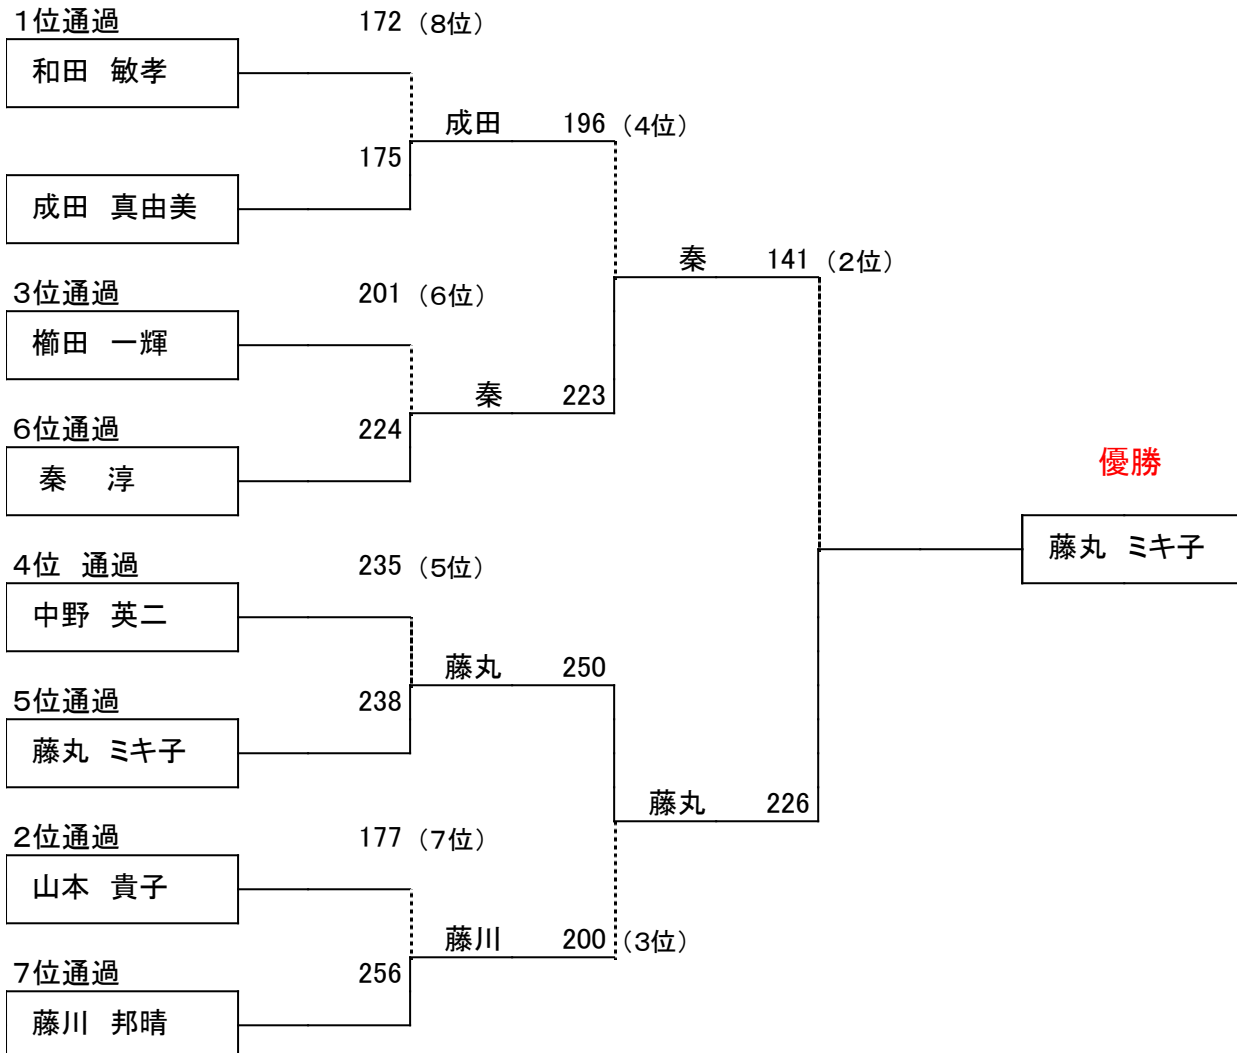 1位通過
172 (8位)
和田 敏孝
成田 196 (4位)
175
成田 真由美
秦 141 (2位)
3位通過
201 (6位)
櫛田 一輝
秦 223
6位通過
224
秦 淳
優勝
藤丸 ミキ子
4位 通過
235 (5位)
中野 英二
藤丸 250
5位通過
238
藤丸 ミキ子
藤丸 226
2位通過
177 (7位)
山本 貴子
藤川 200 (3位)
7位通過
256
藤川 邦晴